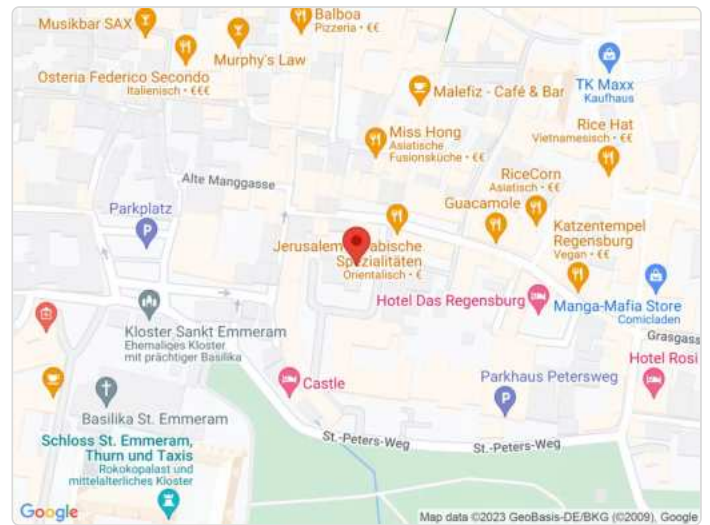 Musikbar SAX
Balboa
Pizzeria • €€
Murphy's Law
Osteria Federico Secondo
Italienisch • €€€
Malefiz - Café & Bar
TK Maxx
Kaufhaus
Miss Hong
Asiatische
Fusionsküche • €€
Rice Hat
Vietnamesisch • €€
Alte Manggasse
RiceCorn
Asiatisch • €€
Parkplatz
P
Guacamole
Jerusalem Arabische
Spezialitäten
Orientalisch • €
Katzentempel
Regensburg
Vegan • €€
Hotel Das Regensburg
Manga-Mafia Store
Comicladen
Kloster Sankt Emmeram
Ehemaliges Kloster
mit prächtiger Basilika
Grasgass
Hotel Rosi
Castle
Parkhaus Petersweg
P
Basilika St. Emmeram
St.-Peters-Weg
St.-Peters-Weg
Schloss St. Emmeram,
Thurn und Taxis
Rokokopalast und
mittelalterliches Kloster
Google
Map data ©2023 GeoBasis-DE/BKG (©2009), Google